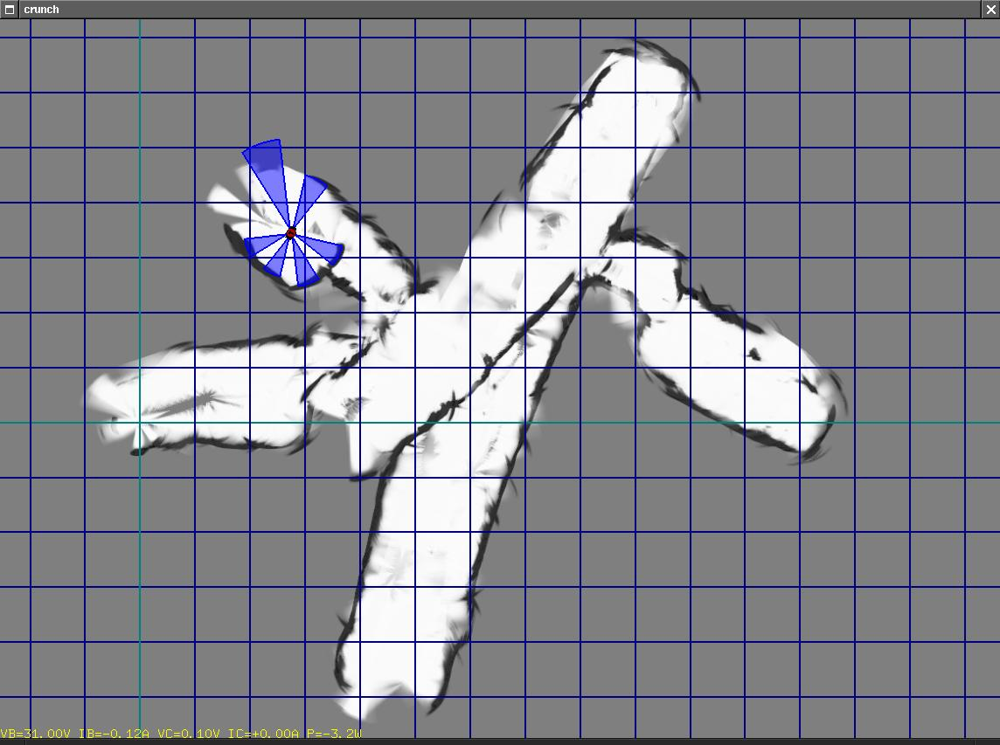 crunch
VB=31.00V IB=-0.12A VC=0.10V IC=+0.00A P=-3.2W